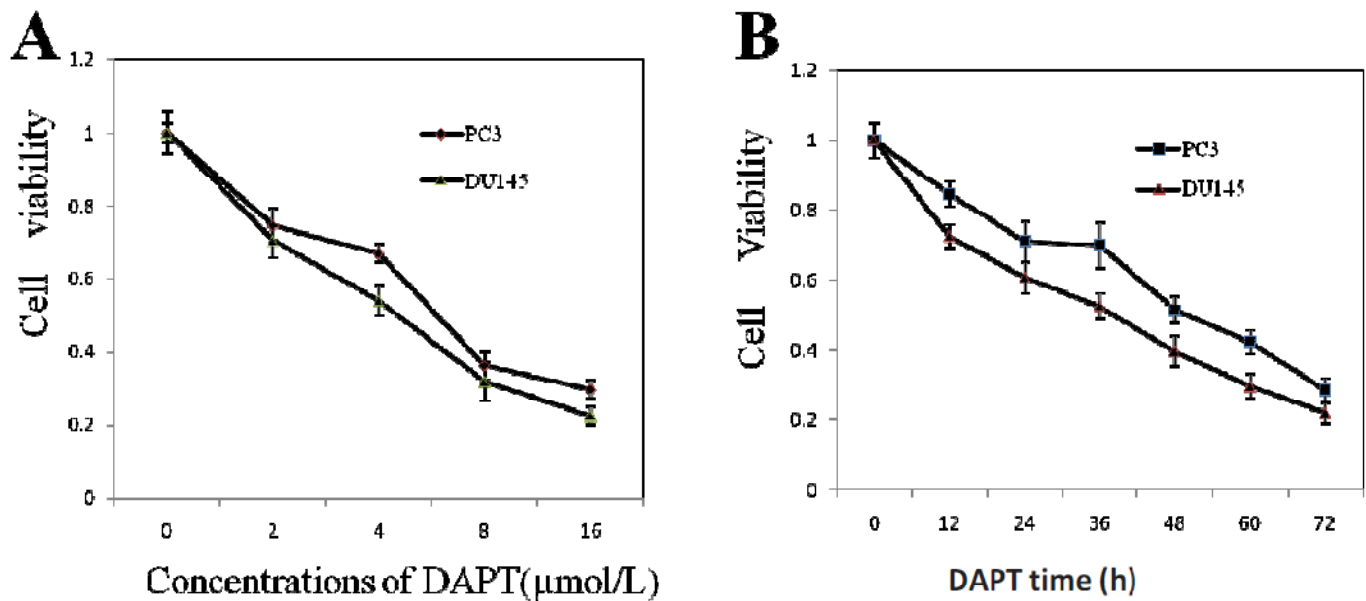 A
1.2
1
0.8
0.6
0.4
0.2
0
Cell viability
PC3
DU145
0 2 4 8 16
Concentrations of DAPT(μmol/L)
B
1.2
1
0.8
0.6
0.4
0.2
0
Cell Viability
PC3
DU145
0 12 24 36 48 60 72
DAPT time (h)